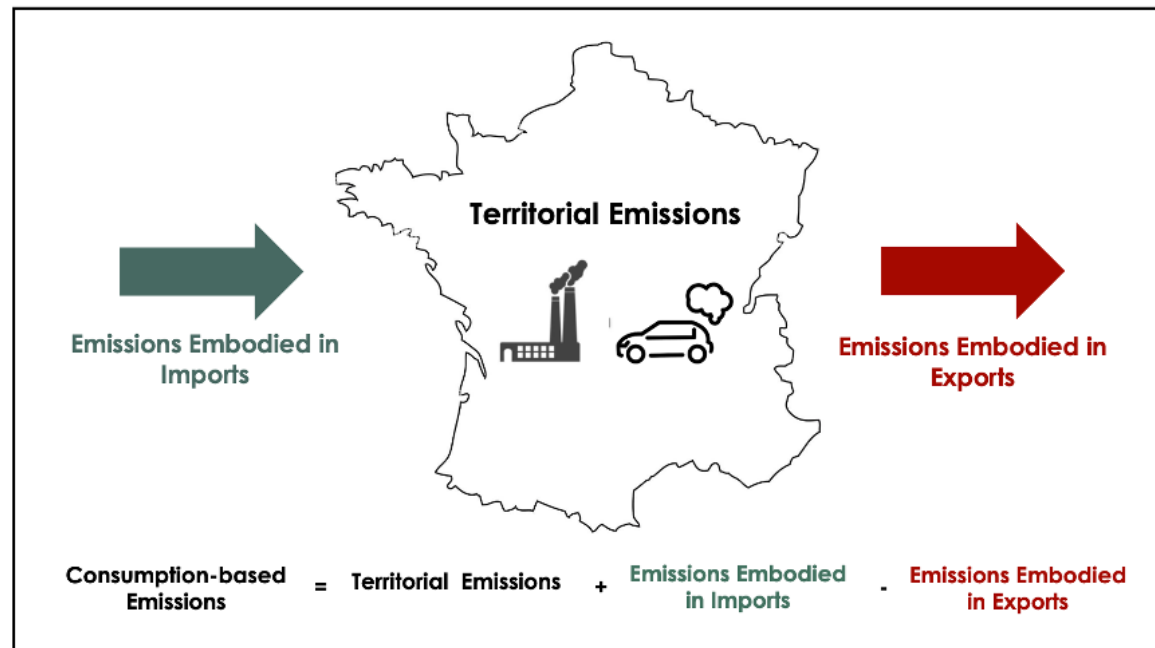 Territorial Emissions
Emissions Embodied in
Imports
Emissions Embodied in
Exports
Consumption-based
Emissions
=
Territorial Emissions
+
Emissions Embodied
in Imports
-
Emissions Embodied
in Exports